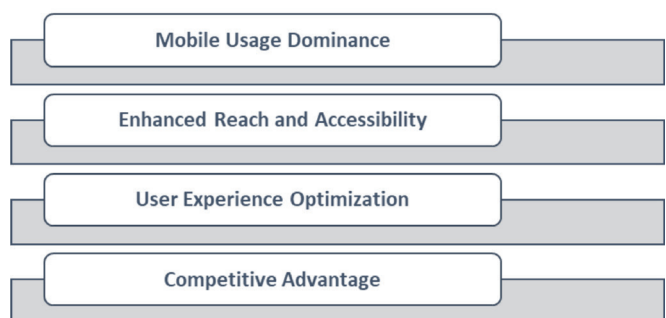 Mobile Usage Dominance
Enhanced Reach and Accessibility
User Experience Optimization
Competitive Advantage